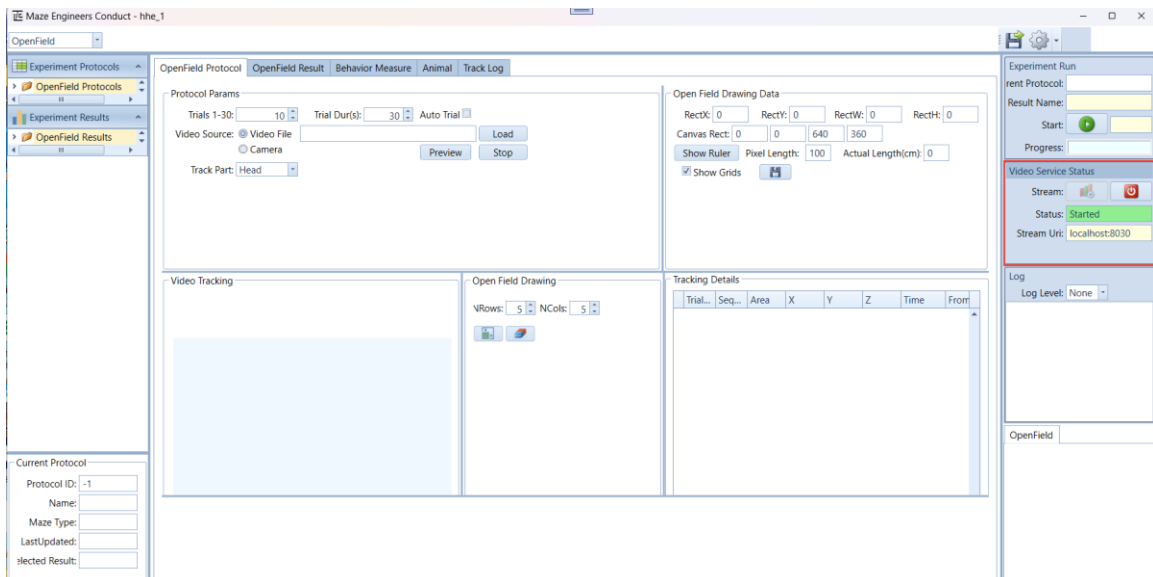 Maze Engineers Conduct - hhe_1
OpenField
Experiment Protocols
OpenField Protocols
Experiment Results
OpenField Results
Current Protocol
Protocol ID: -1
Name:
Maze Type:
LastUpdated:
elected Result:
OpenField Protocol OpenField Result Behavior Measure Animal Track Log
Protocol Params
Trials 1-30: 10 Trial Dur(s): 30 Auto Trial
Video Source: Video File Load
Camera Preview Stop
Track Part: Head
Open Field Drawing Data
RectX: 0 RectY: 0 RectW: 0 RectH: 0
Canvas Rect: 0 0 640 360
Show Ruler Pixel Length: 100 Actual Length(cm): 0
Show Grids
Video Tracking
Open Field Drawing
NRows: 5 NCols: 5
Tracking Details
Trial... Seq... Area X Y Z Time From
Experiment Run
rent Protocol:
Result Name:
Start:
Progress:
Video Service Status
Stream:
Status: Started
Stream Uri: localhost:8030
Log
Log Level: None
OpenField